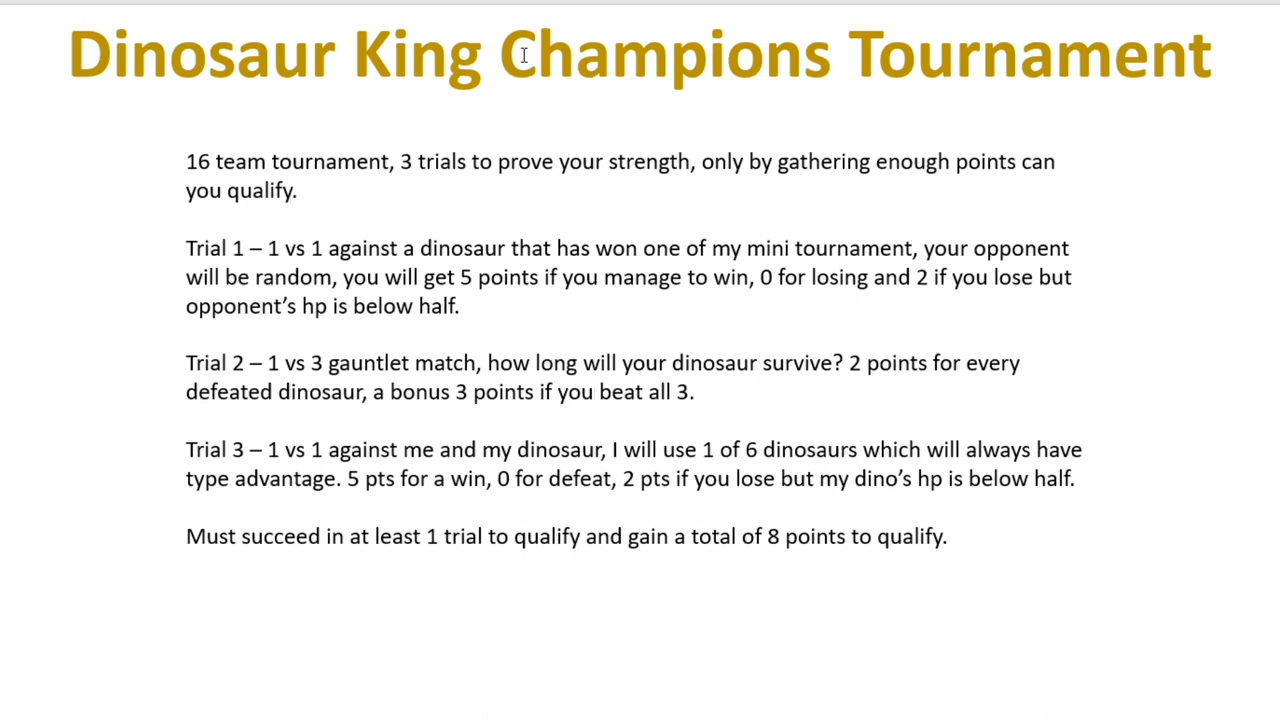 Dinosaur King Champions Tournament
16 team tournament, 3 trials to prove your strength, only by gathering enough points can
you qualify.
Trial 1 – 1 vs 1 against a dinosaur that has won one of my mini tournament, your opponent
will be random, you will get 5 points if you manage to win, 0 for losing and 2 if you lose but
opponent’s hp is below half.
Trial 2 – 1 vs 3 gauntlet match, how long will your dinosaur survive? 2 points for every
defeated dinosaur, a bonus 3 points if you beat all 3.
Trial 3 – 1 vs 1 against me and my dinosaur, I will use 1 of 6 dinosaurs which will always have
type advantage. 5 pts for a win, 0 for defeat, 2 pts if you lose but my dino’s hp is below half.
Must succeed in at least 1 trial to qualify and gain a total of 8 points to qualify.